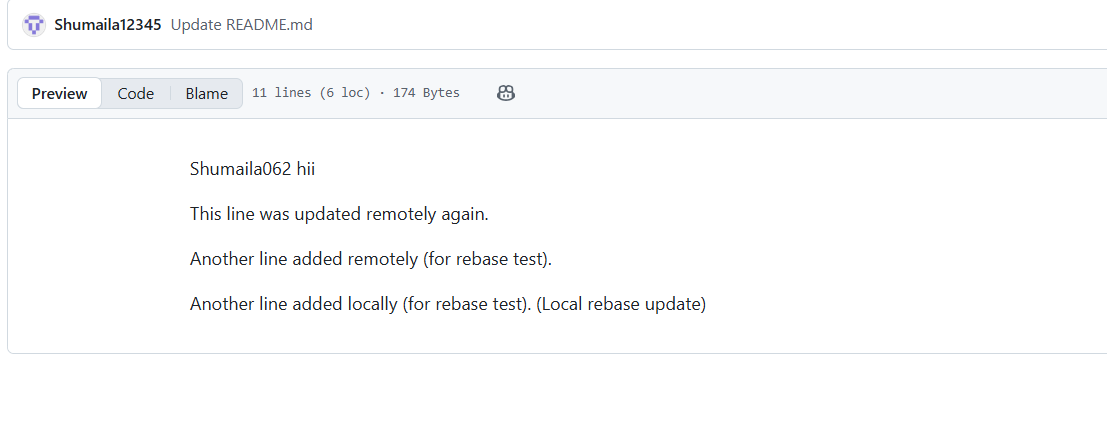 Shumaila12345 Update README.md
Preview Code Blame 11 lines (6 loc) · 174 Bytes
Shumaila062 hii
This line was updated remotely again.
Another line added remotely (for rebase test).
Another line added locally (for rebase test). (Local rebase update)